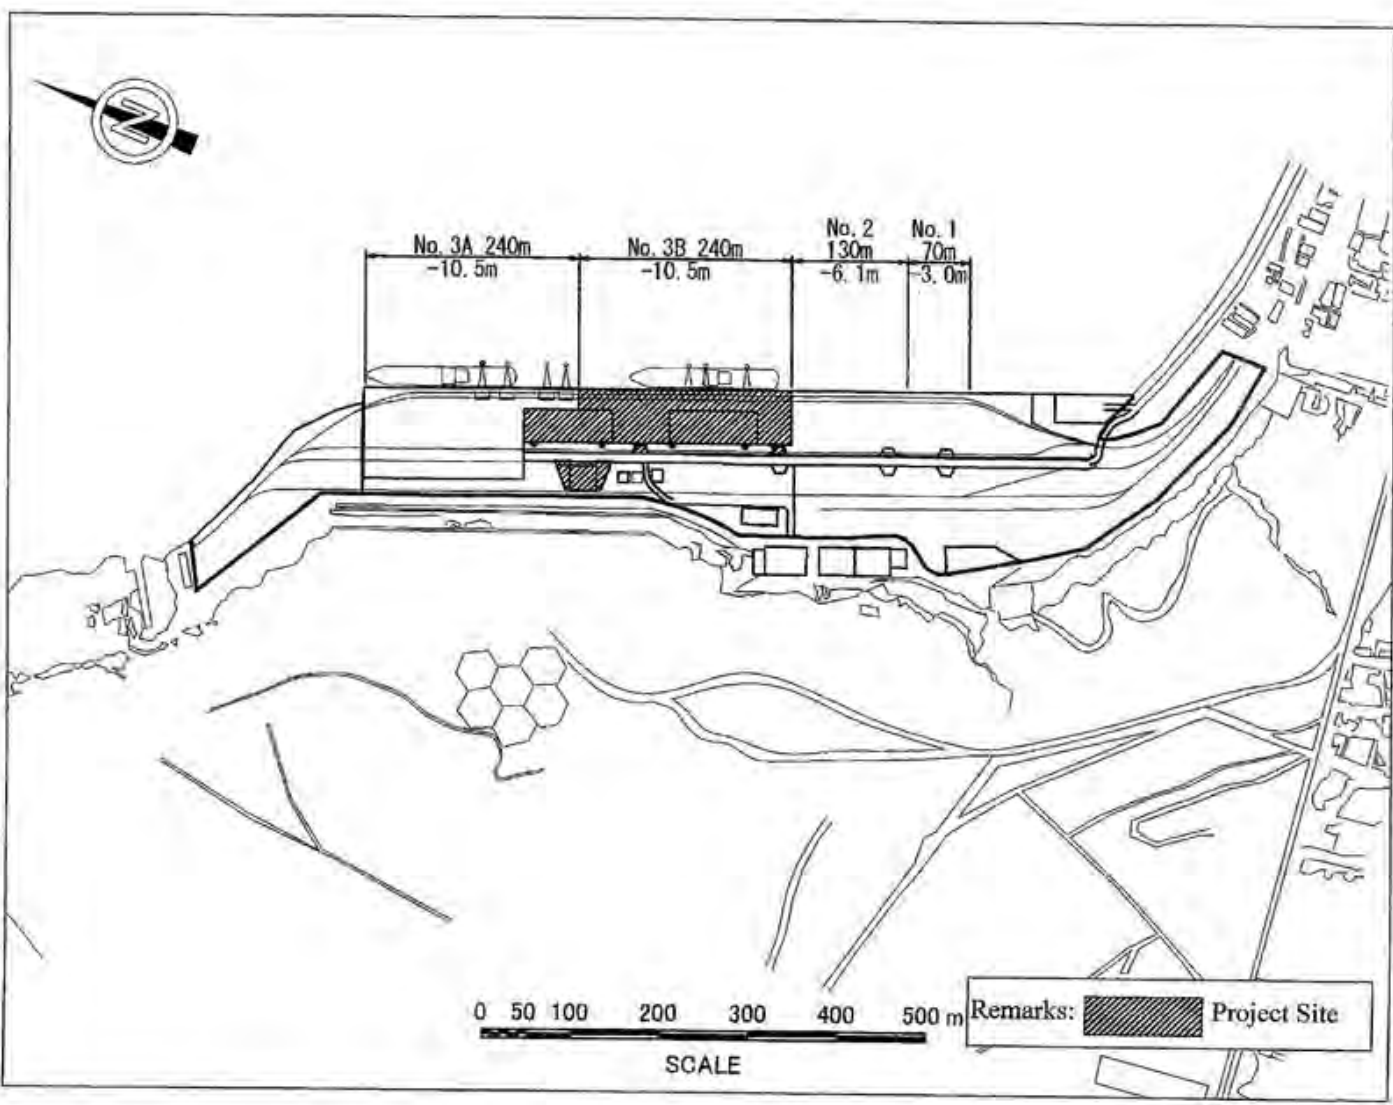 N
No. 3A 240m
-10.5m
No. 3B 240m
-10.5m
No. 2
130m
-6.1m
No. 1
70m
-3.0m
0 50 100 200 300 400 500 m
SCALE
Remarks: Project Site